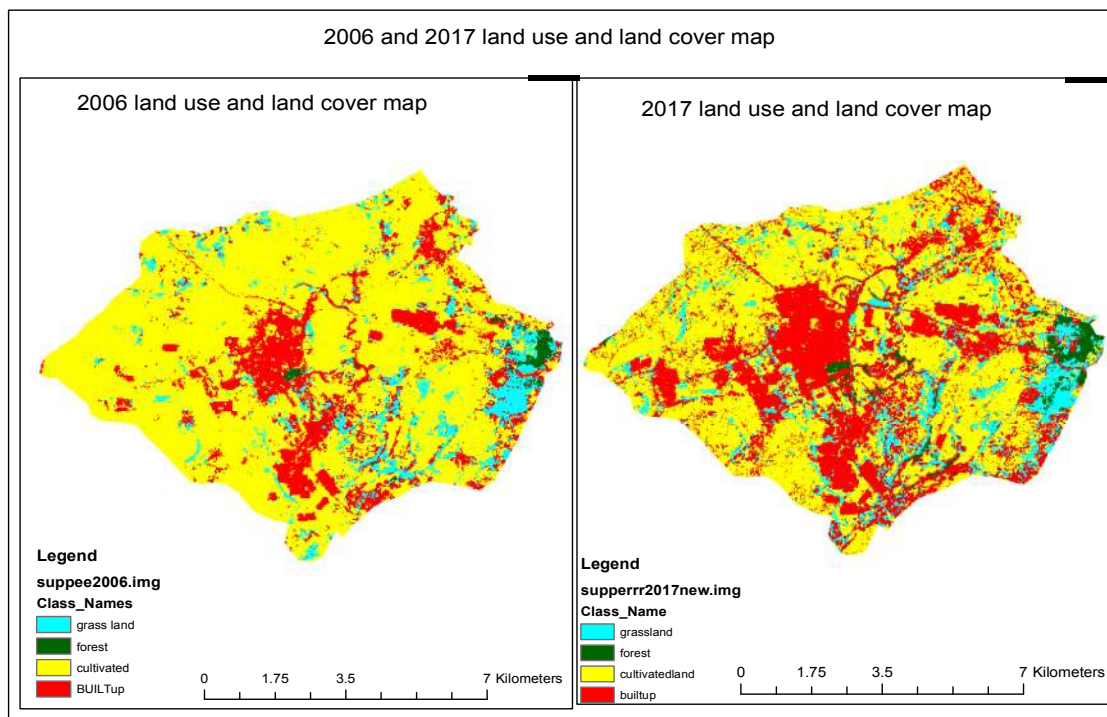 2006 and 2017 land use and land cover map
2006 land use and land cover map
Legend
suppee2006.img
Class_Names
grass land
forest
cultivated
BUILTup
0 1.75 3.5 7 Kilometers
2017 land use and land cover map
Legend
supperrr2017new.img
Class_Name
grassland
forest
cultivatedland
builtup
0 1.75 3.5 7 Kilometers